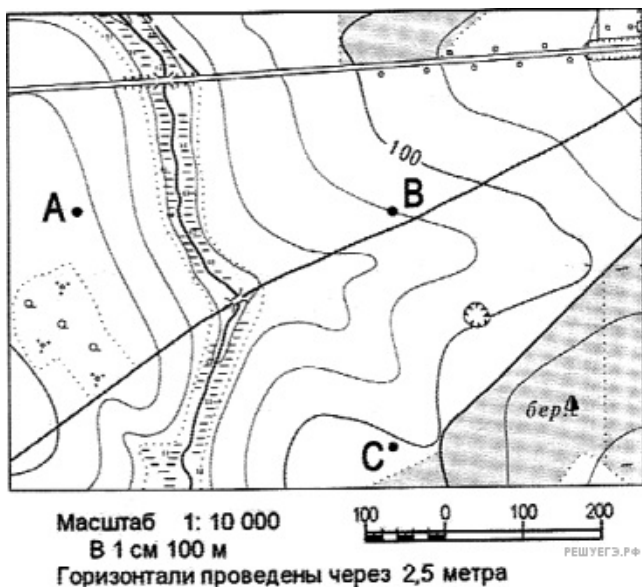 100
A
B
бер.
C
Масштаб 1: 10 000
В 1 см 100 м
100 0 100 200
Горизонтали проведены через 2,5 метра
РЕШУЕГЭ.РФ